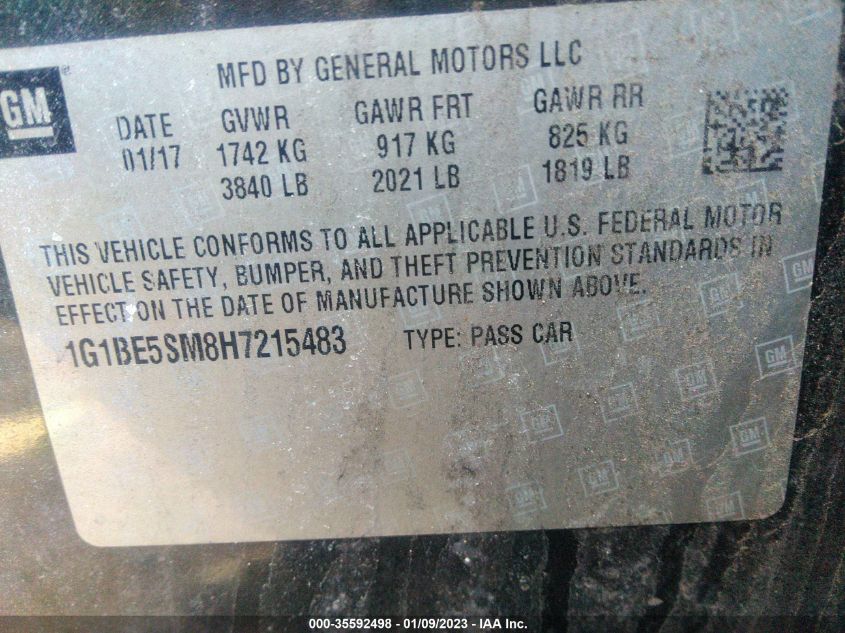 MFD BY GENERAL MOTORS LLC
GM
DATE GVWR GAWR FRT GAWR RR
01/17 1742 KG 917 KG 825 KG
3840 LB 2021 LB 1819 LB
THIS VEHICLE CONFORMS TO ALL APPLICABLE U.S. FEDERAL MOTOR
VEHICLE SAFETY, BUMPER, AND THEFT PREVENTION STANDARDS IN
EFFECT ON THE DATE OF MANUFACTURE SHOWN ABOVE.
1G1BE5SM8H7215483 TYPE: PASS CAR
000-35592498 - 01/09/2023 - IAA Inc.